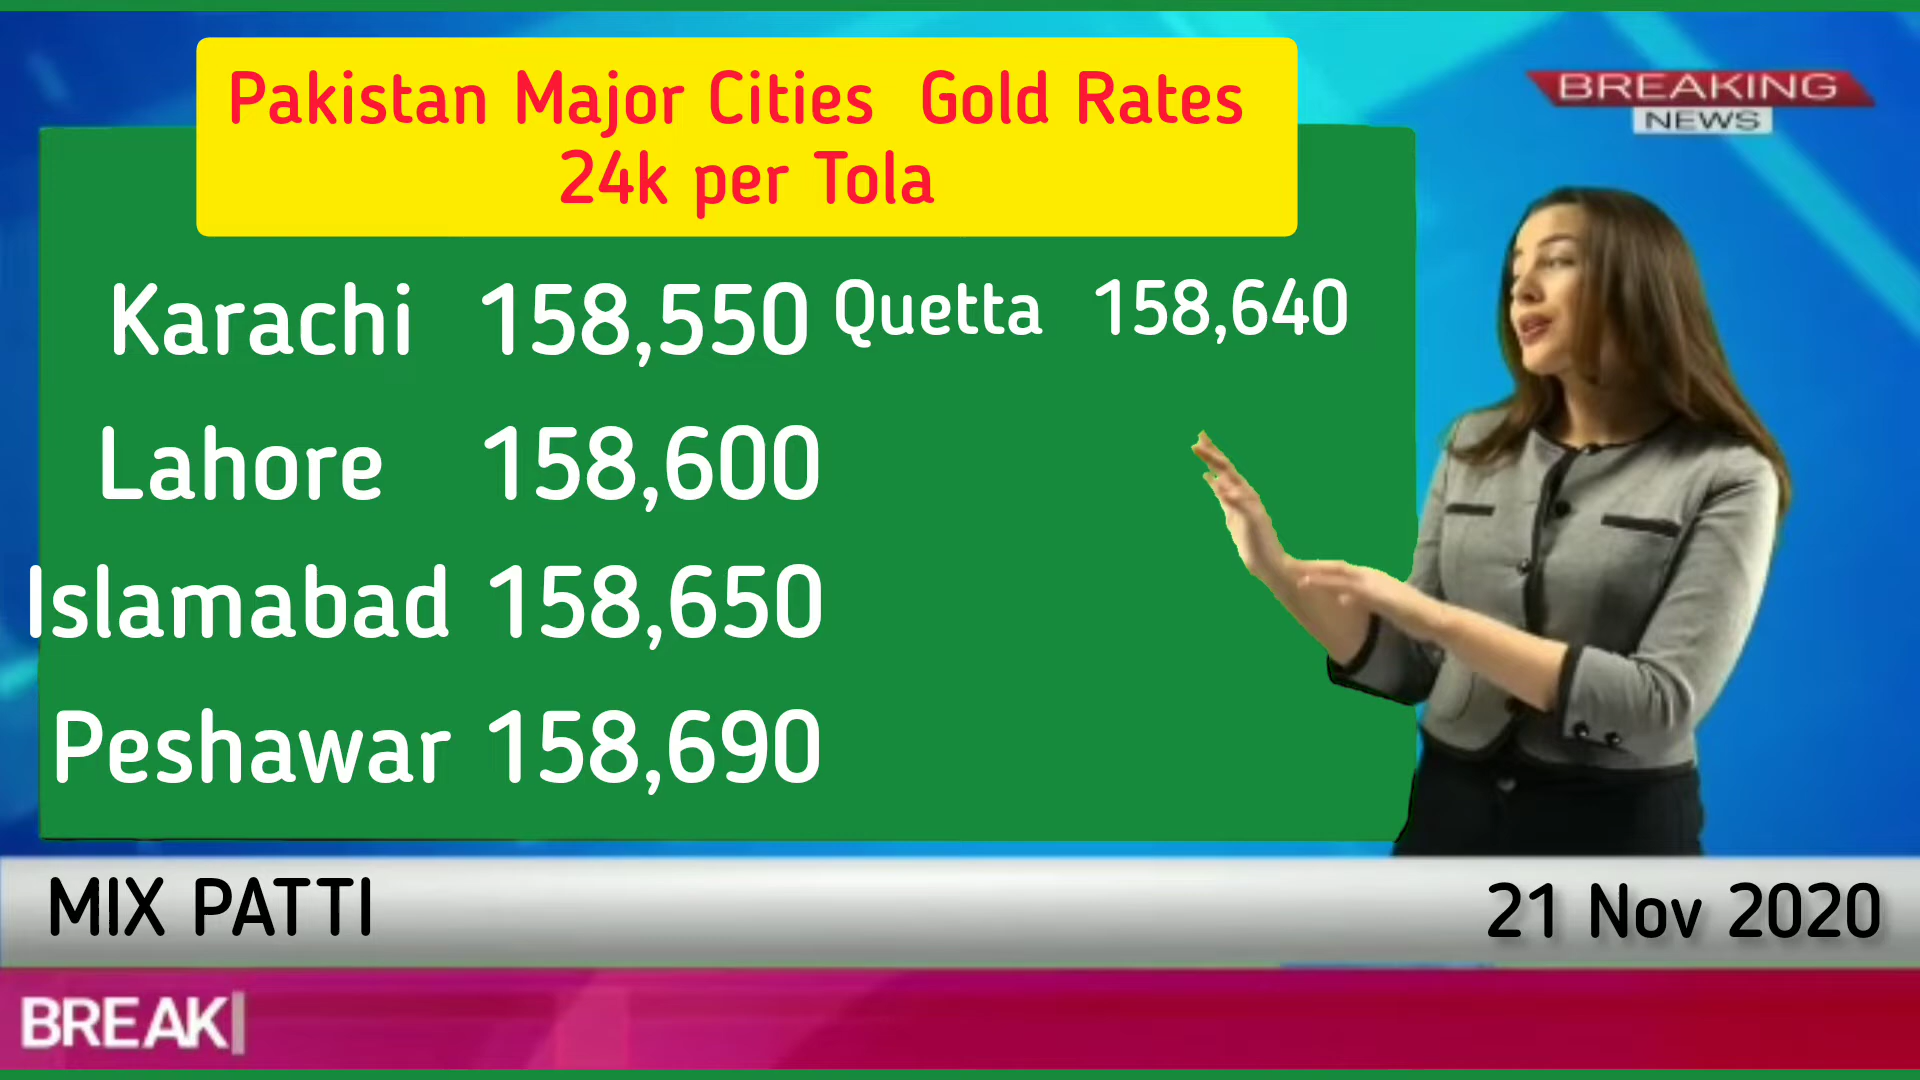 Pakistan Major Cities Gold Rates
24k per Tola
BREAKING
NEWS
Karachi 158,550
Quetta 158,640
Lahore 158,600
Islamabad 158,650
Peshawar 158,690
MIX PATTI
21 Nov 2020
BREAK